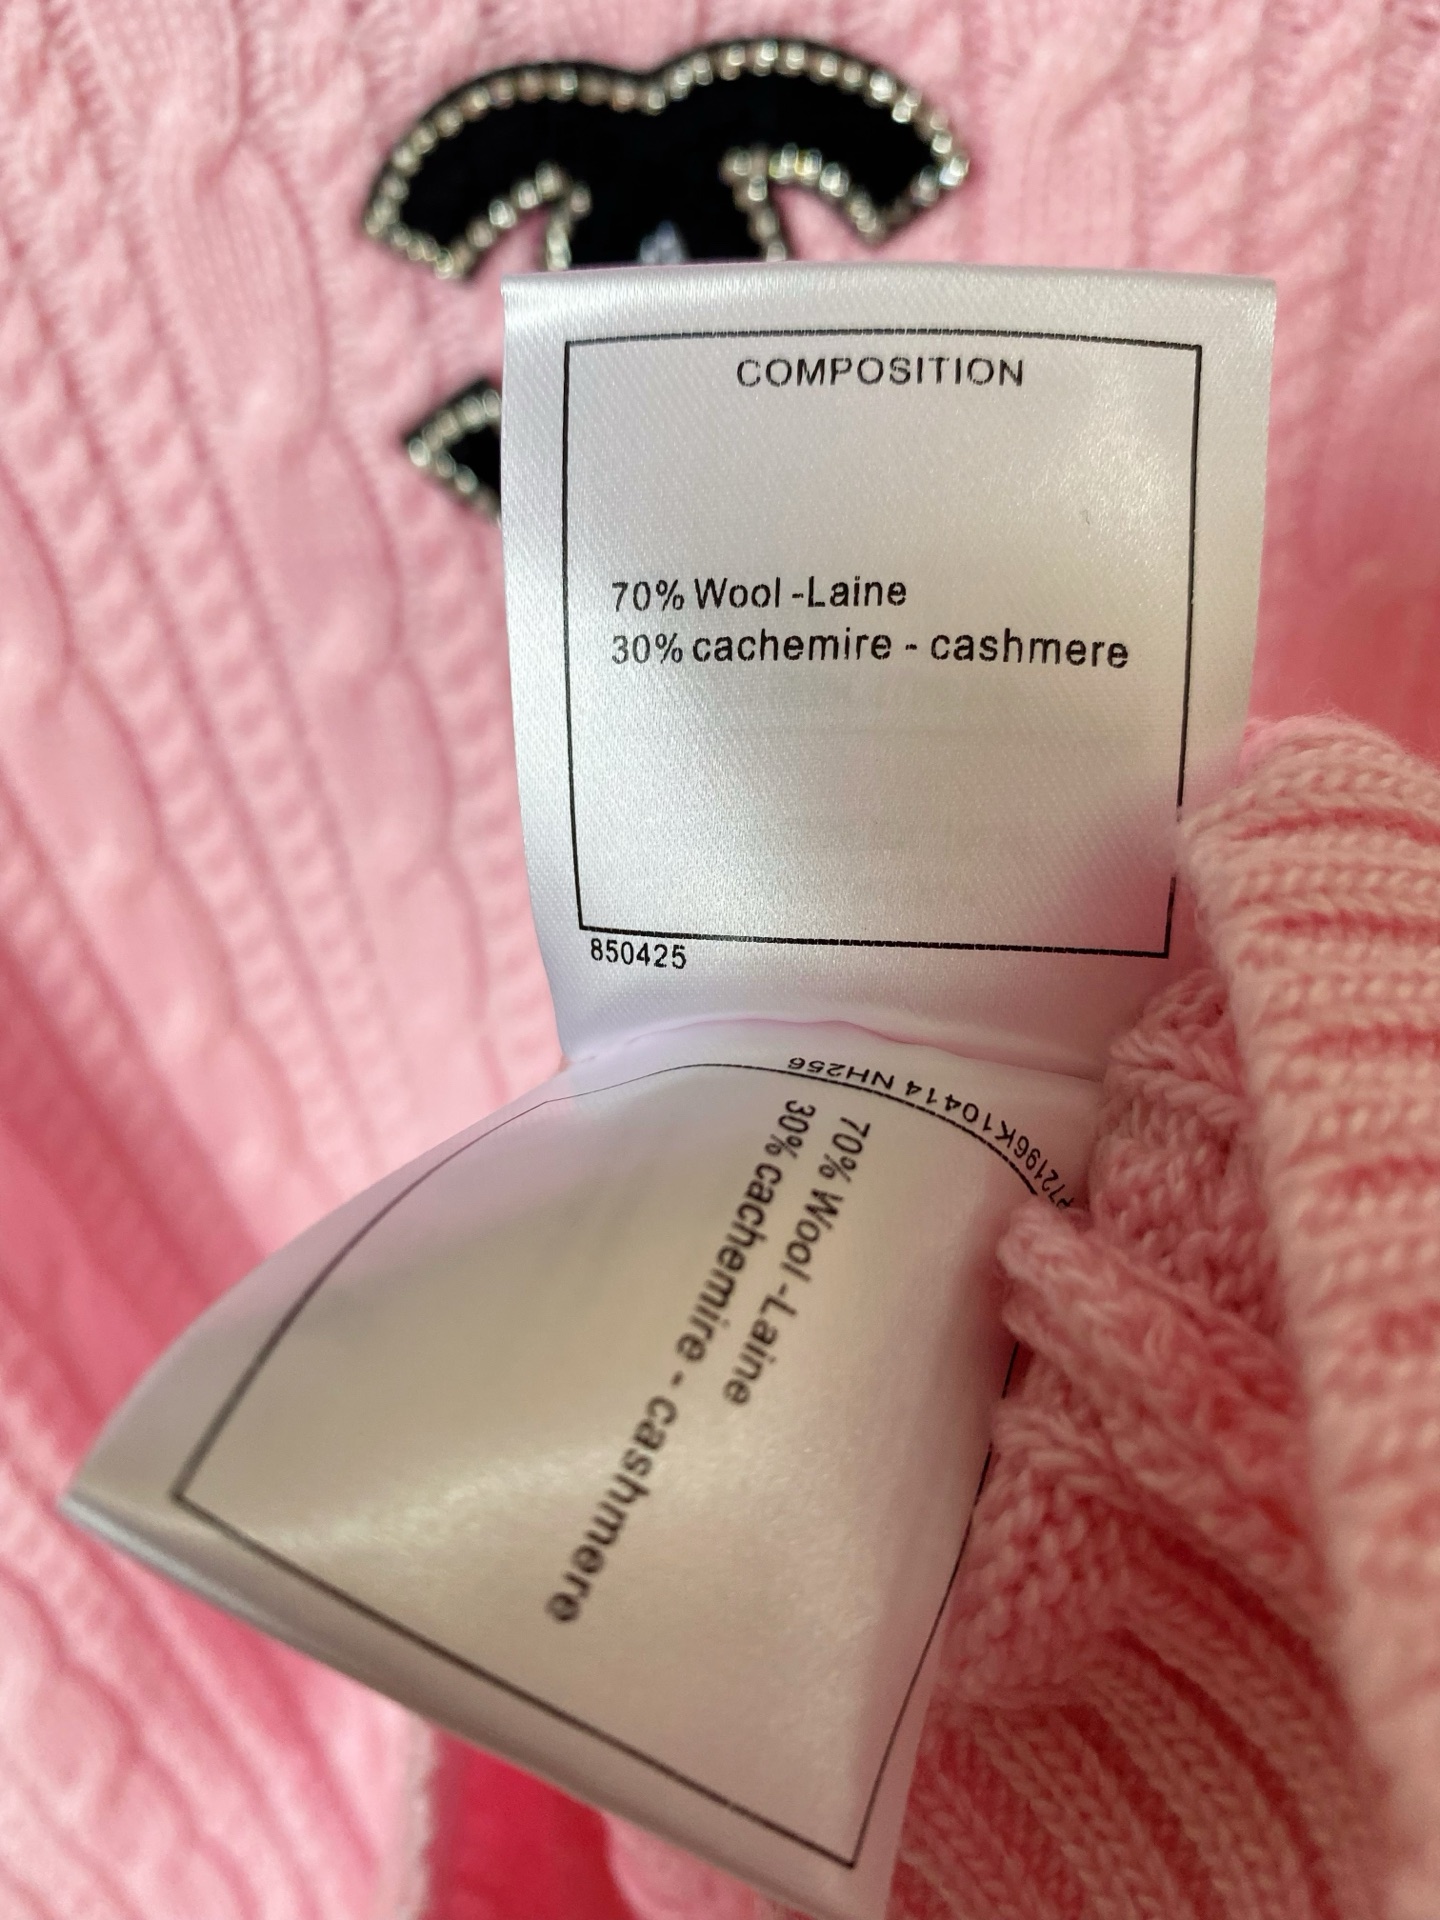 COMPOSITION
70% Wool -Laine
30% cachemire - cashmere
850425
P72196K10414 NH256
70% Wool -Laine
30% cachemire - cashmere